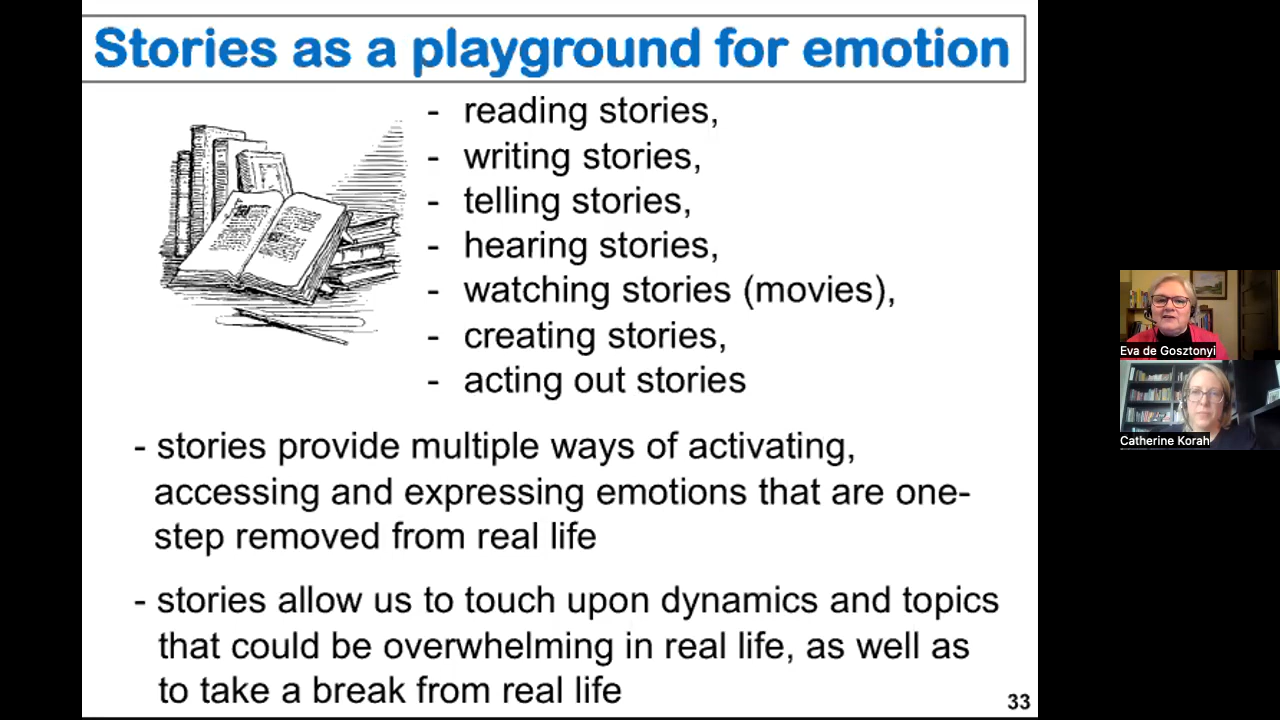 Stories as a playground for emotion
- reading stories,
- writing stories,
- telling stories,
- hearing stories,
- watching stories (movies),
- creating stories,
- acting out stories
- stories provide multiple ways of activating,
accessing and expressing emotions that are one-
step removed from real life
- stories allow us to touch upon dynamics and topics
that could be overwhelming in real life, as well as
to take a break from real life
33
Eva de Gosztonyi
Catherine Korah